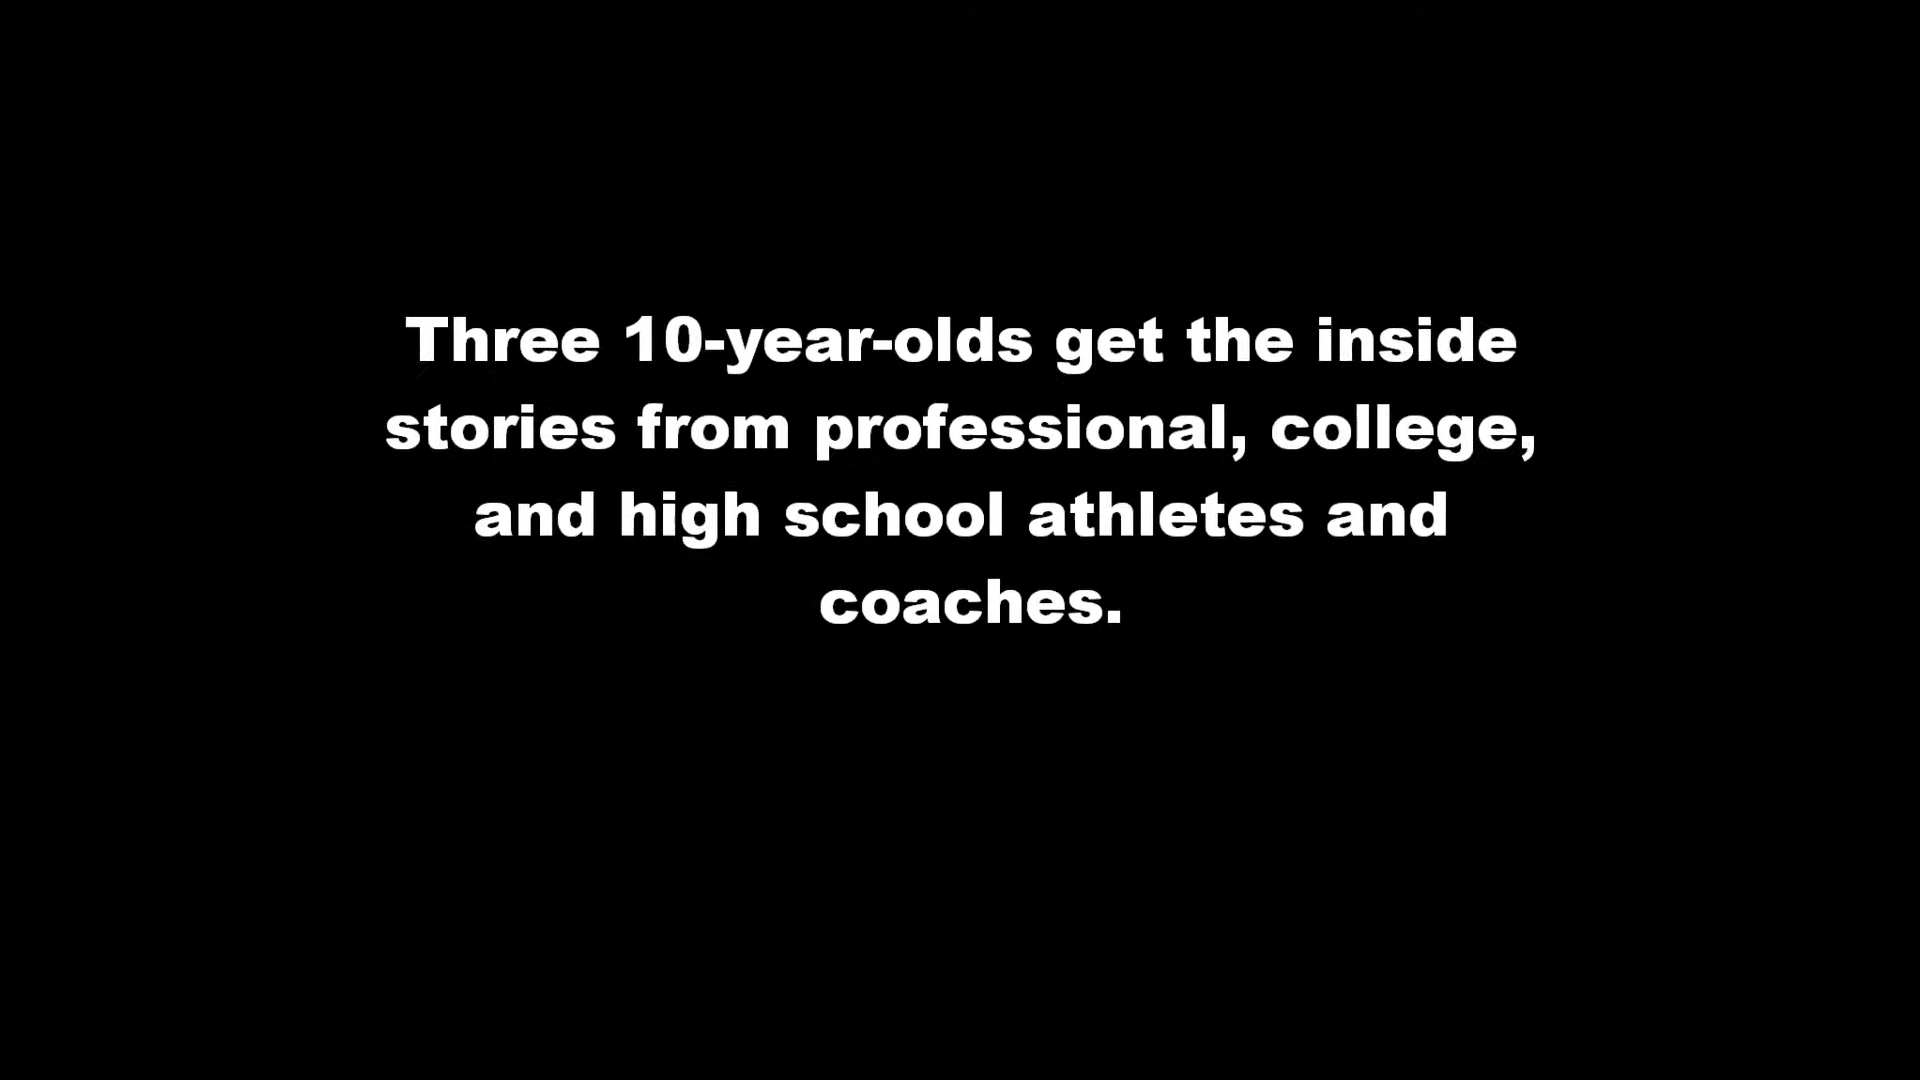 Three 10-year-olds get the inside
stories from professional, college,
and high school athletes and
coaches.